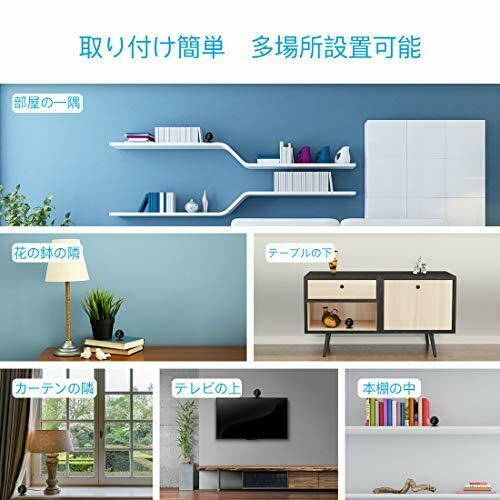 取り付け簡単　多場所設置可能
部屋の一隅
花の鉢の隣
テーブルの下
カーテンの隣
テレビの上
本棚の中